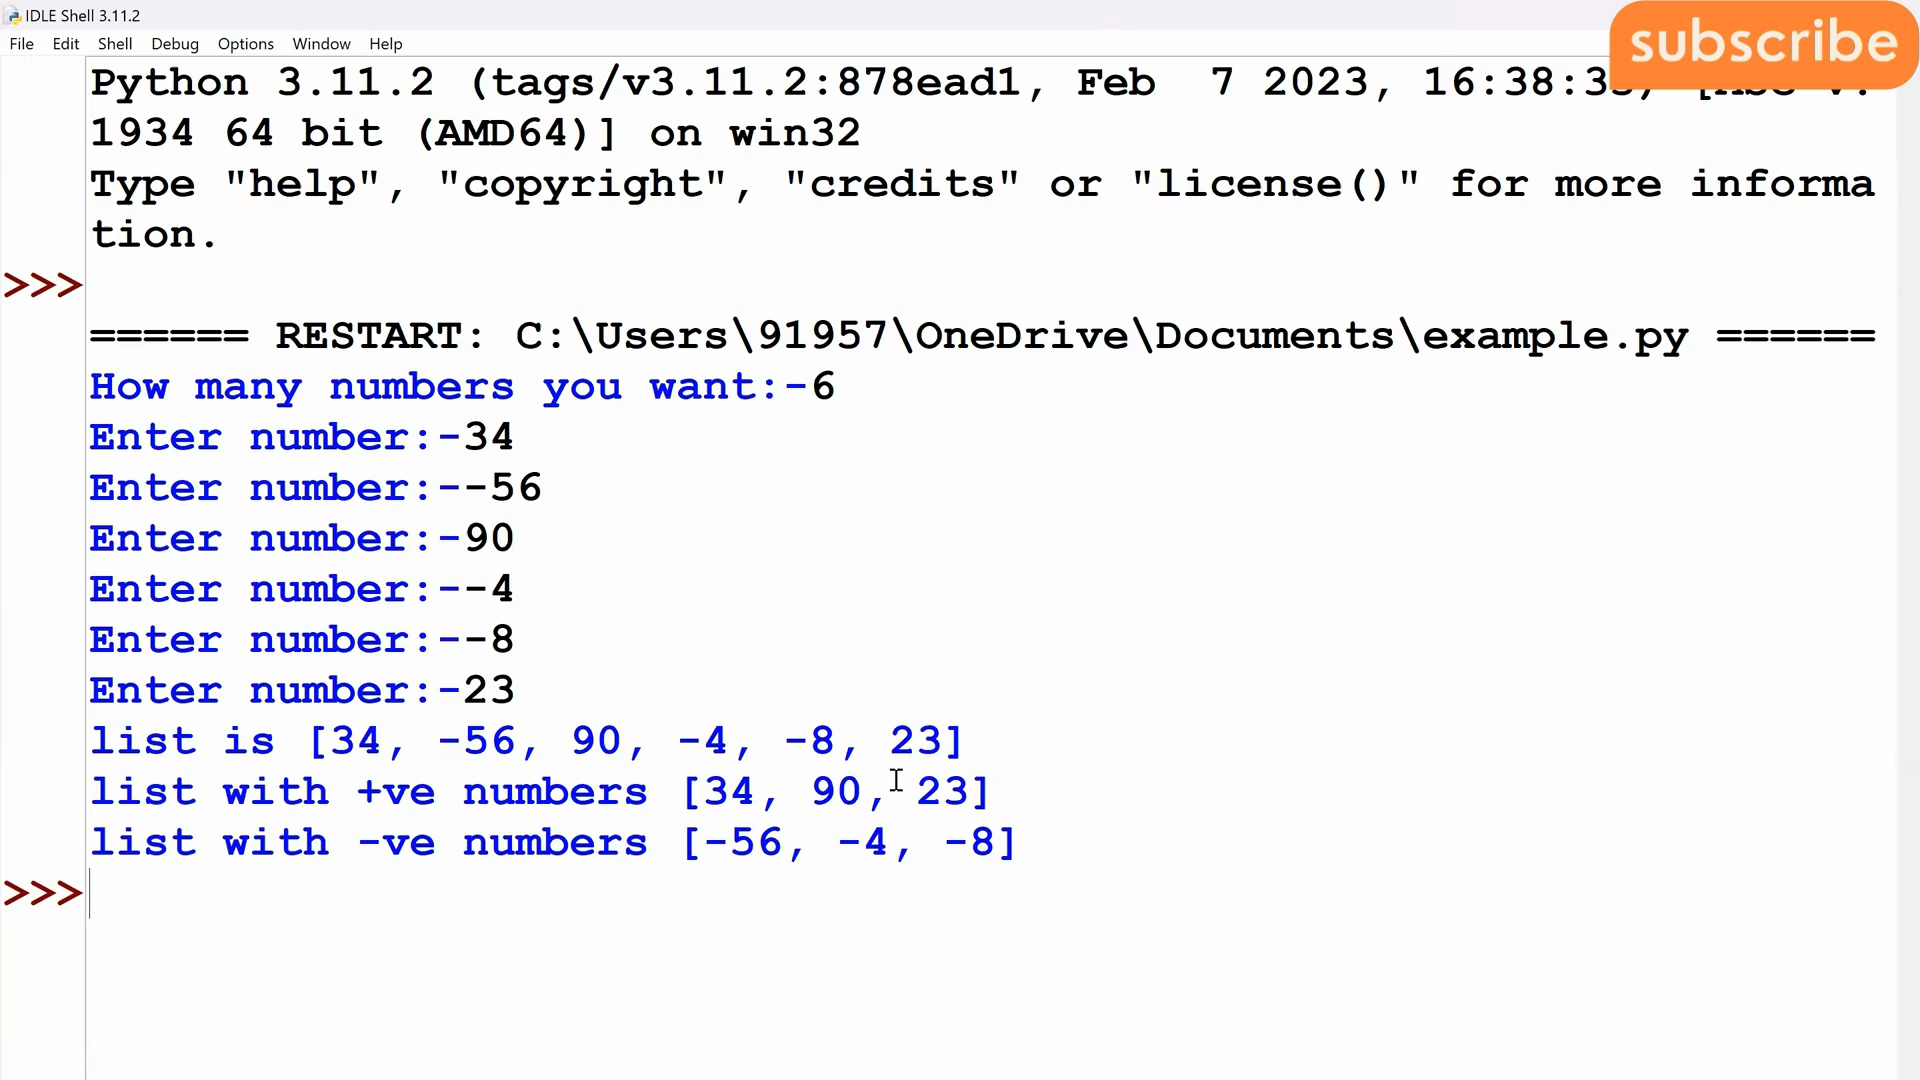 IDLE Shell 3.11.2
subscribe
File Edit Shell Debug Options Window Help
Python 3.11.2 (tags/v3.11.2:878ead1, Feb  7 2023, 16:38:3
1934 64 bit (AMD64)] on win32
Type "help", "copyright", "credits" or "license()" for more informa
tion.
>>>
====== RESTART: C:\Users\91957\OneDrive\Documents\example.py ======
How many numbers you want:-6
Enter number:-34
Enter number:--56
Enter number:-90
Enter number:--4
Enter number:--8
Enter number:-23
list is [34, -56, 90, -4, -8, 23]
list with +ve numbers [34, 90, 23]
list with -ve numbers [-56, -4, -8]
>>>